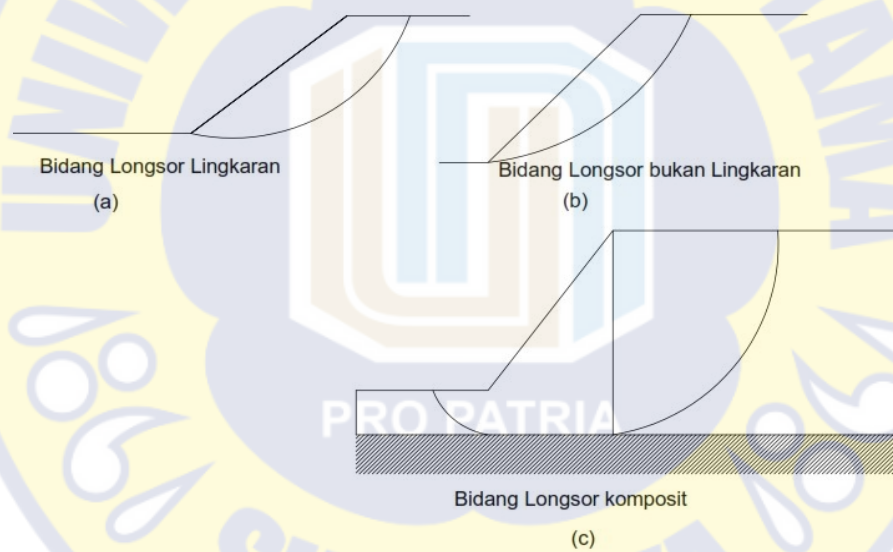 Bidang Longsor Lingkaran
(a)
Bidang Longsor bukan Lingkaran
(b)
PRO PATRIA
Bidang Longsor komposit
(c)